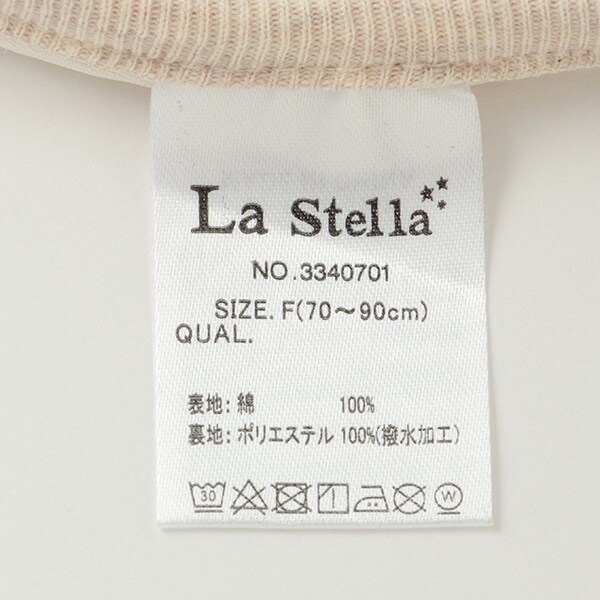 La Stella
NO.3340701
SIZE. F(70～90cm)
QUAL.
表地: 綿 100%
裏地: ポリエステル 100%(撥水加工)
30 W